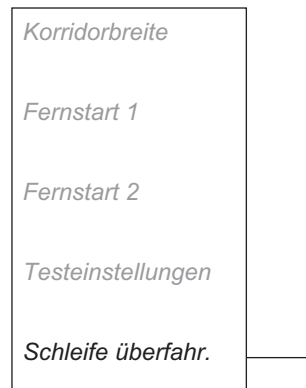 Korridorbreite
Fernstart 1
Fernstart 2
Testeinstellungen
Schleife überfahr.